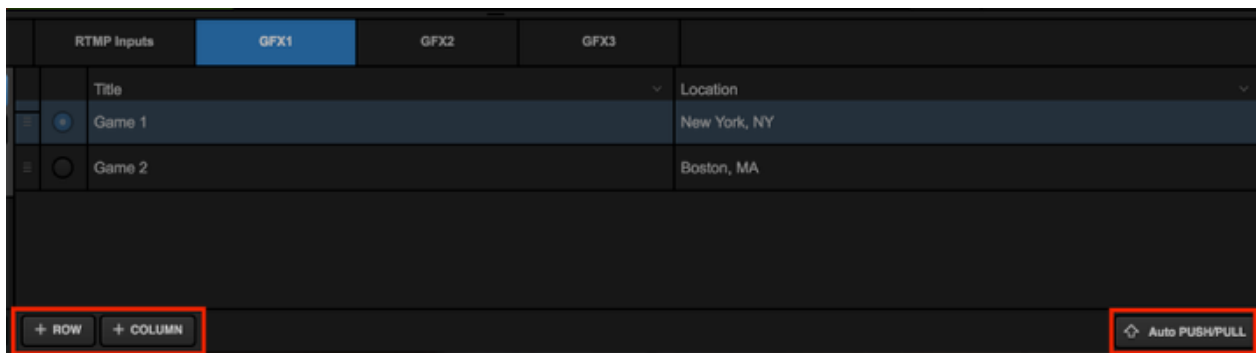 RTMP Inputs GFX1 GFX2 GFX3
Title Location
Game 1 New York, NY
Game 2 Boston, MA
+ ROW + COLUMN Auto PUSH/PULL